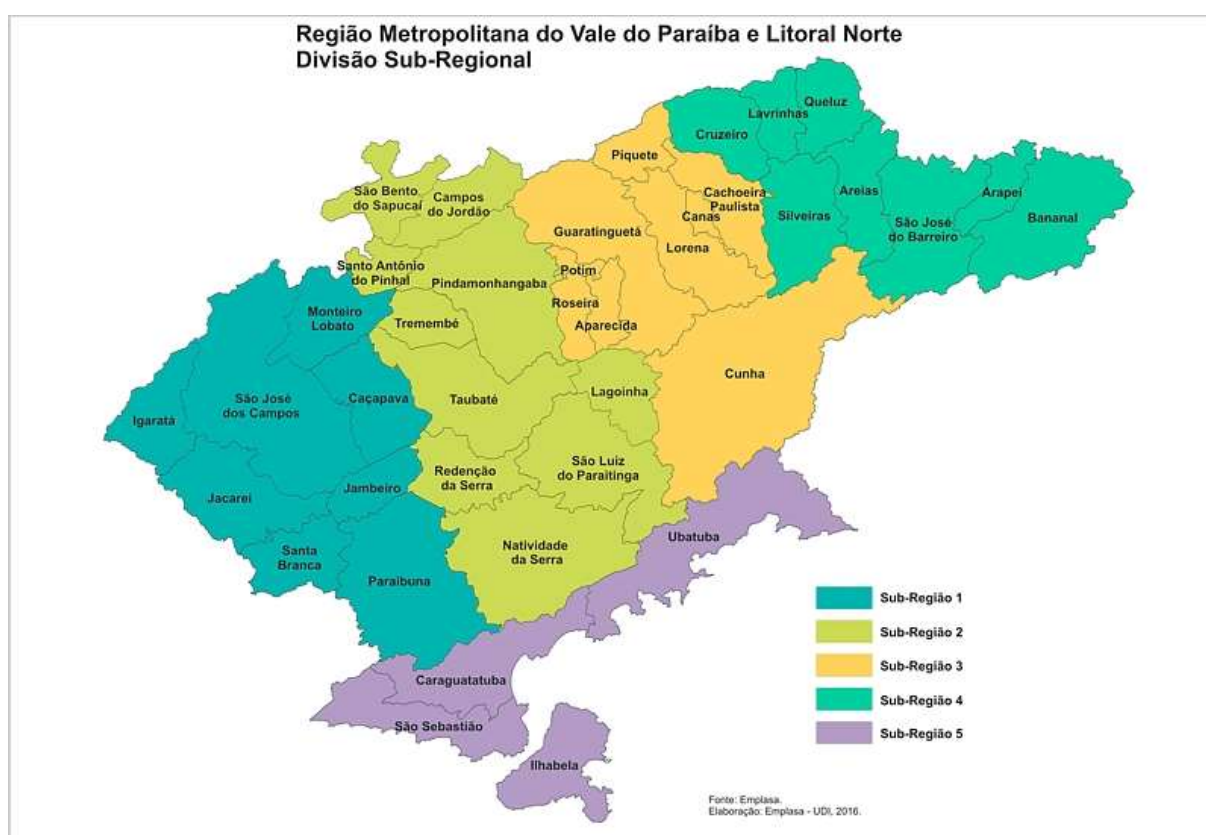 Região Metropolitana do Vale do Paraíba e Litoral Norte
Divisão Sub-Regional
Queluz
Lavrinhas
Cruzeiro
Piquete
São Bento
do Sapucaí
Campos
do Jordão
Cachoeira
Paulista
Canas
Silveiras
Areias
São José
do Barreiro
Arapeí
Bananal
Guaratinguetá
Lorena
Santo Antônio
do Pinhal
Pindamonhangaba
Potim
Roseira
Aparecida
Monteiro
Lobato
Tremembé
Cunha
Igaratá
São José
dos Campos
Caçapava
Taubaté
Lagoinha
Redenção
da Serra
São Luiz
do Paraitinga
Jacareí
Jambeiro
Santa
Branca
Paraibuna
Natividade
da Serra
Ubatuba
Caraguatatuba
São Sebastião
Ilhabela
Sub-Região 1
Sub-Região 2
Sub-Região 3
Sub-Região 4
Sub-Região 5
Fonte: Emplasa.
Elaboração: Emplasa - UDI, 2016.